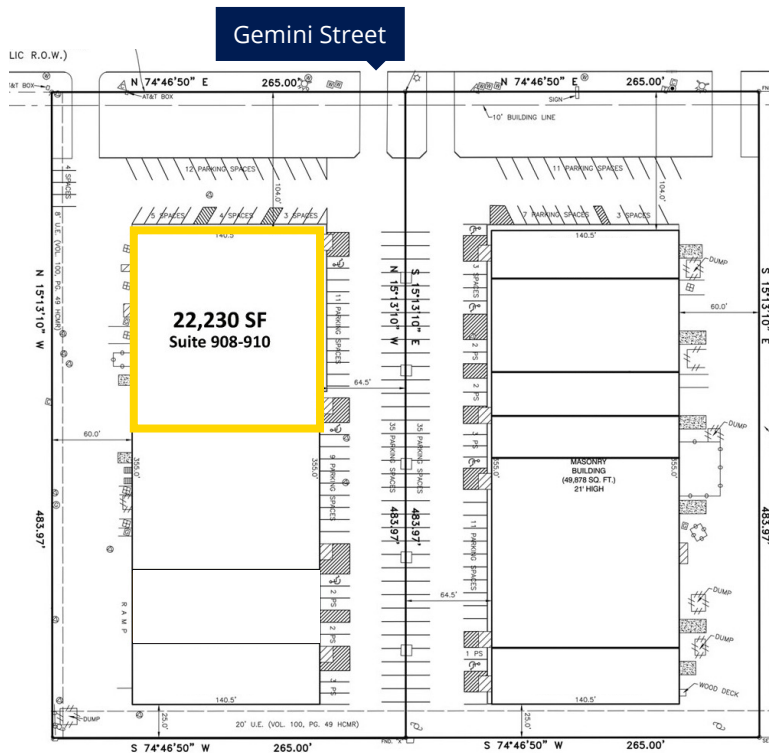 Gemini Street
LIC R.O.W.)
N 74°46'50" E 265.00'
N 74°46'50" E 265.00'
AT&T BOX
SIGN
10' BUILDING LINE
12 PARKING SPACES
11 PARKING SPACES
4 SPACES
104.0'
104.0'
5 SPACES
4 SPACES
3 SPACES
7 PARKING SPACES
3 SPACES
140.5'
140.5'
8' U.E. (VOL. 100, PG. 49 HCMR)
N 15°13'10" W
22,230 SF
Suite 908-910
11 PARKING SPACES
N 15°13'10" W
S 15°13'10" E
3 SPACES
DUMP
60.0'
S 15°13'10" E
2 PS
64.5'
2 PS
60.0'
355.0'
355.0'
9 PARKING SPACES
35 PARKING SPACES
35 PARKING SPACES
3 PS
355.0'
355.0'
DUMP
MASONRY
BUILDING
(49,878 SQ. FT.)
21' HIGH
483.97'
483.97'
483.97'
483.97'
11 PARKING SPACES
RAMP
2 PS
2 PS
64.5'
DUMP
DUMP
3 PS
1 PS
WOOD DECK
140.5'
140.5'
25.0'
25.0'
DUMP
20' U.E. (VOL. 100, PG. 49 HCMR)
FND. "X"
S 74°46'50" W 265.00'
S 74°46'50" W 265.00'